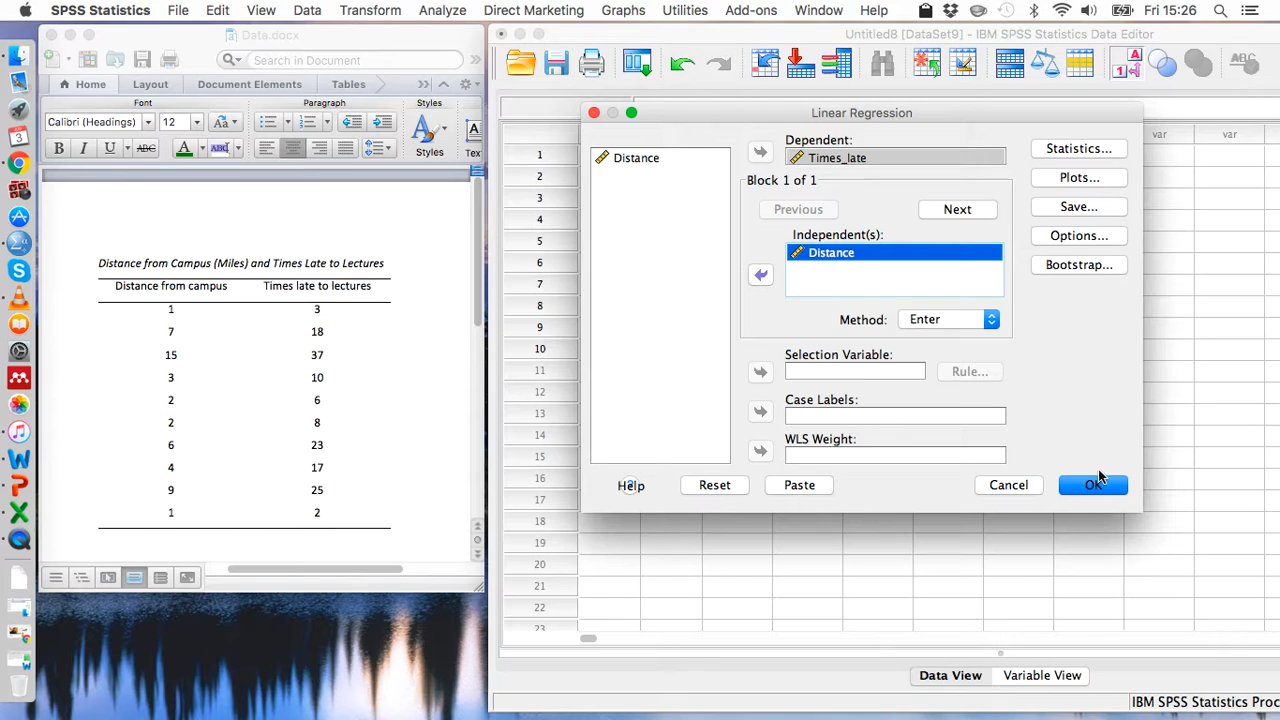 SPSS Statistics File Edit View Data Transform Analyze Direct Marketing Graphs Utilities Add-ons Window Help Fri 15:26
Data.docx
Search in Document
Home Layout Document Elements Tables
Font Paragraph Styles
Calibri (Headings) 12 Aa
B I U ABC A ABC Styles
Distance from Campus (Miles) and Times Late to Lectures
Distance from campus Times late to lectures
1 3
7 18
15 37
3 10
2 6
2 8
6 23
4 17
9 25
1 2
Untitled8 [DataSet9] - IBM SPSS Statistics Data Editor
Linear Regression
Distance
Dependent:
Times_late
Block 1 of 1
Previous Next
Independent(s):
Distance
Method: Enter
Selection Variable:
Rule...
Case Labels:
WLS Weight:
Statistics...
Plots...
Save...
Options...
Bootstrap...
Help Reset Paste Cancel OK
var var
1
2
3
4
5
6
7
8
9
10
11
12
13
14
15
16
17
18
19
20
21
22
23
Data View Variable View
IBM SPSS Statistics Proc